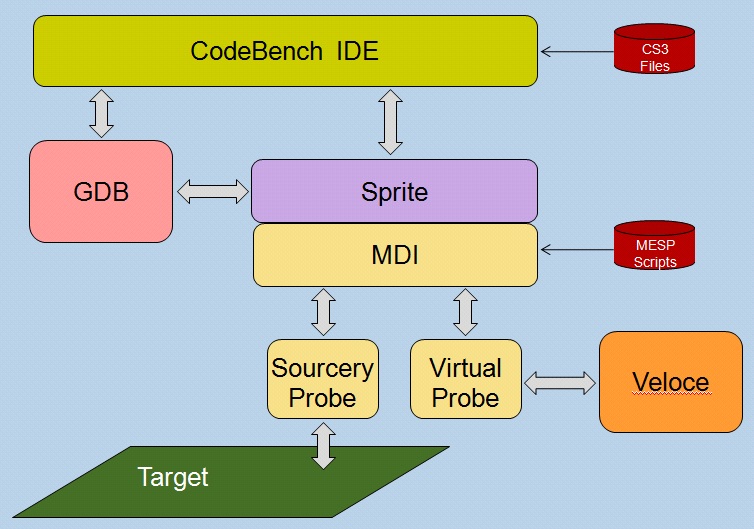 CodeBench IDE
CS3
Files
GDB
Sprite
MDI
MESP
Scripts
Sourcery
Probe
Virtual
Probe
Veloce
Target